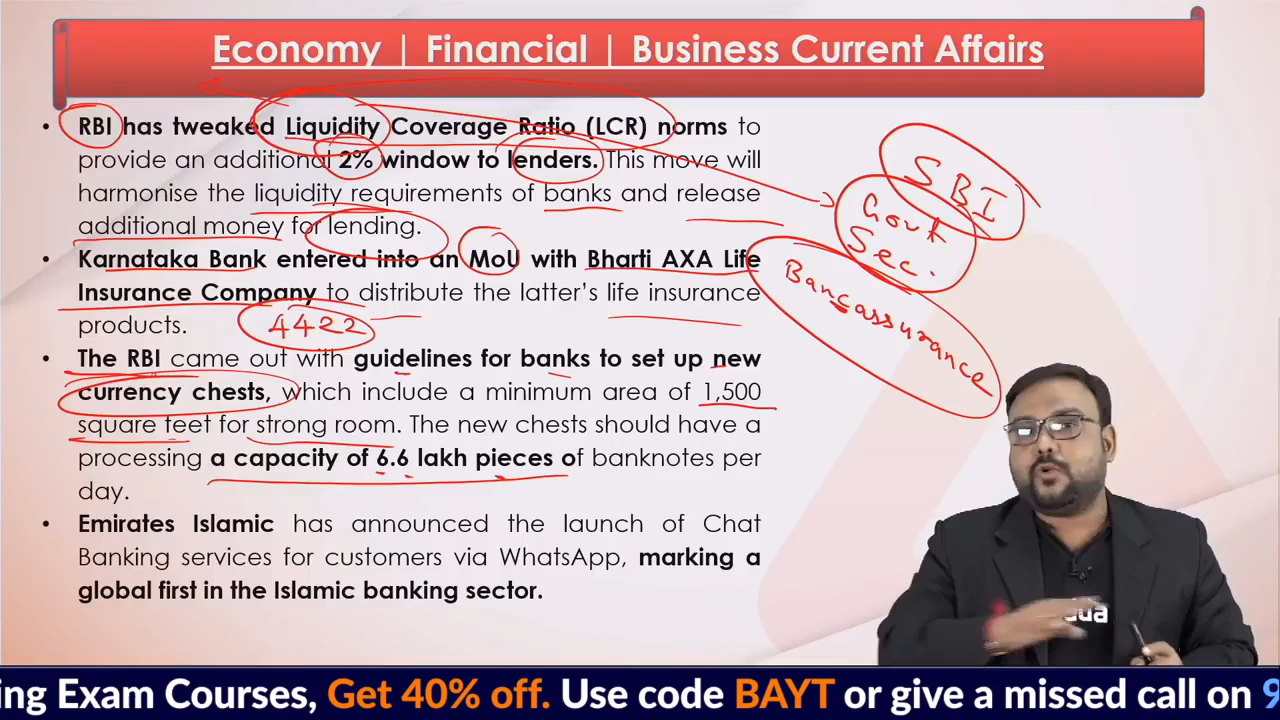 Economy | Financial | Business Current Affairs
• RBI has tweaked Liquidity Coverage Ratio (LCR) norms to
provide an additional 2% window to lenders. This move will
harmonise the liquidity requirements of banks and release
additional money for lending.
• Karnataka Bank entered into an MoU with Bharti AXA Life
Insurance Company to distribute the latter's life insurance
products.
4422
• The RBI came out with guidelines for banks to set up new
currency chests, which include a minimum area of 1,500
square feet for strong room. The new chests should have a
processing a capacity of 6.6 lakh pieces of banknotes per
day.
• Emirates Islamic has announced the launch of Chat
Banking services for customers via WhatsApp, marking a
global first in the Islamic banking sector.
SBI
Govt
Sec.
Bancassurance
ing Exam Courses, Get 40% off. Use code BAYT or give a missed call on 9